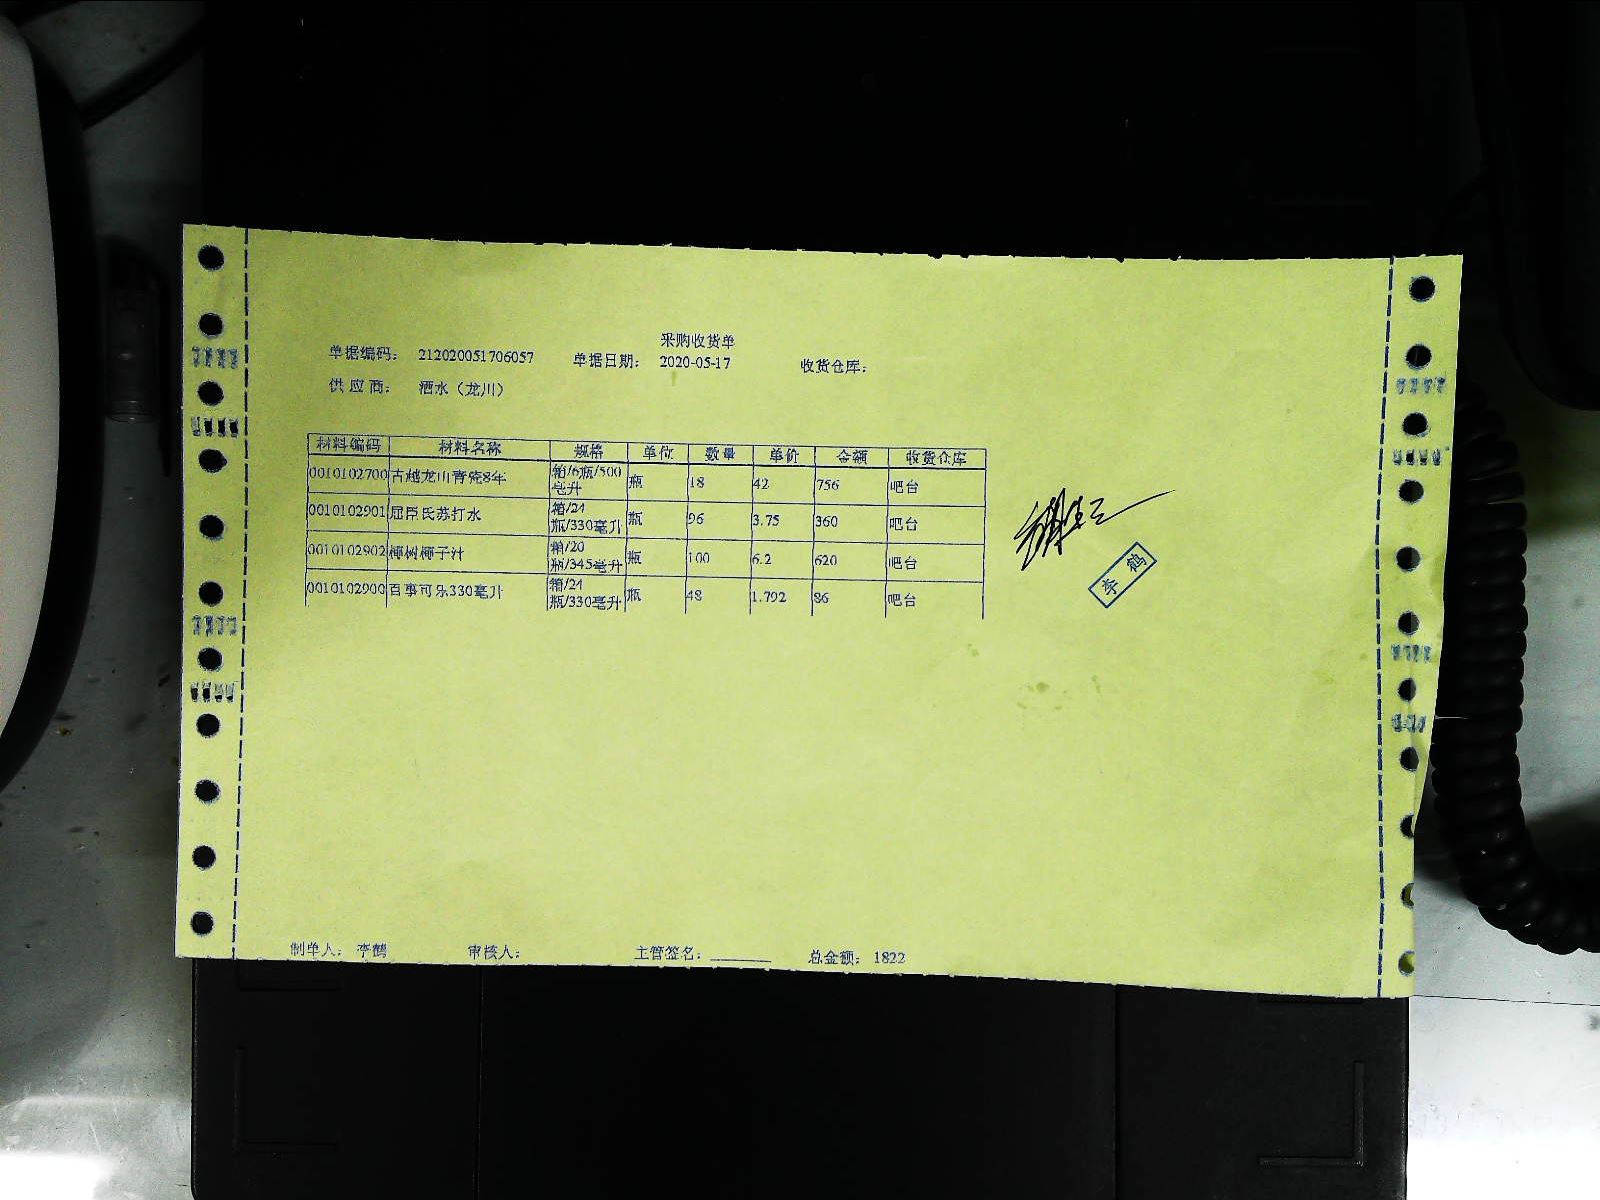 采购收货单
单据编码: 212020051706057 单据日期: 2020-05-17 收货仓库:
供应商: 酒水（龙川）
材料编码 材料名称 规格 单位 数量 单价 金额 收货仓库
0010102700 古越龙山青瓷8年 箱/6瓶/500毫升 瓶 18 42 756 吧台
0010102901 屈臣氏苏打水 箱/24瓶/330毫升 瓶 96 3.75 360 吧台
0010102902 椰树椰子汁 箱/20瓶/345毫升 瓶 100 6.2 620 吧台
0010102900 百事可乐330毫升 箱/24瓶/330毫升 瓶 48 1.792 86 吧台
李鹤
制单人: 李鹤 审核人: 主管签名: 总金额: 1822